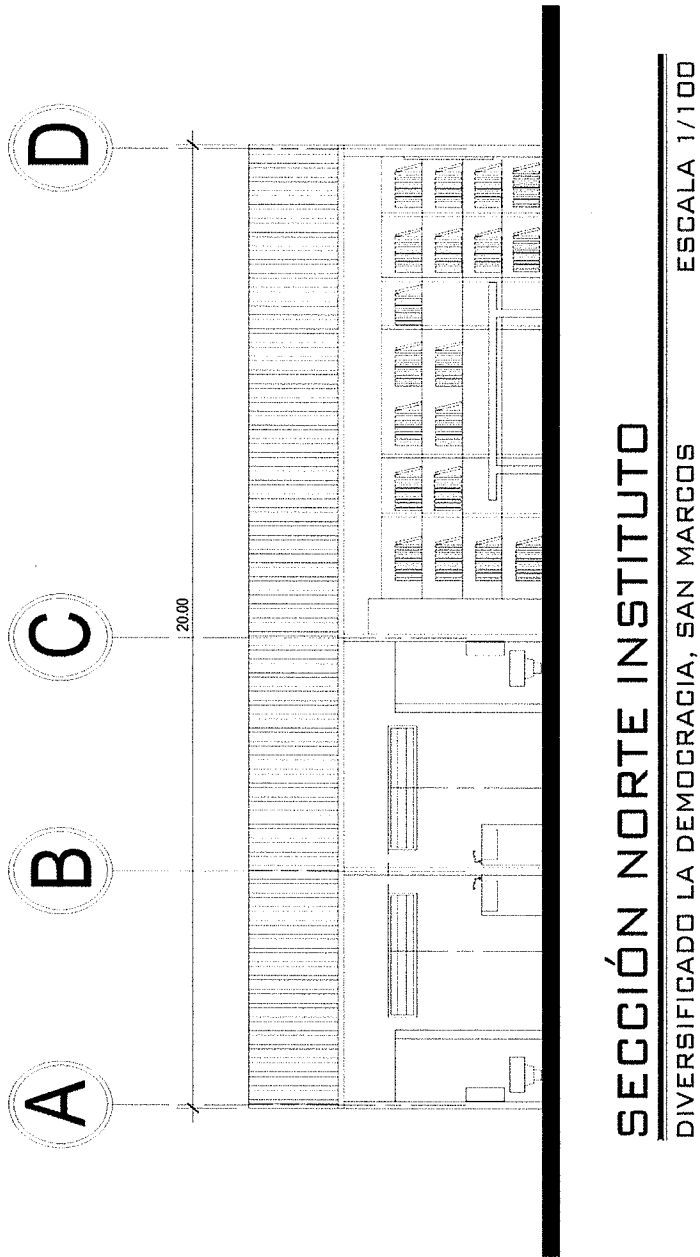 A B C D
20.00
SECCIÓN NORTE INSTITUTO
DIVERSIFICADO LA DEMOCRACIA, SAN MARCOS ESCALA 1/100